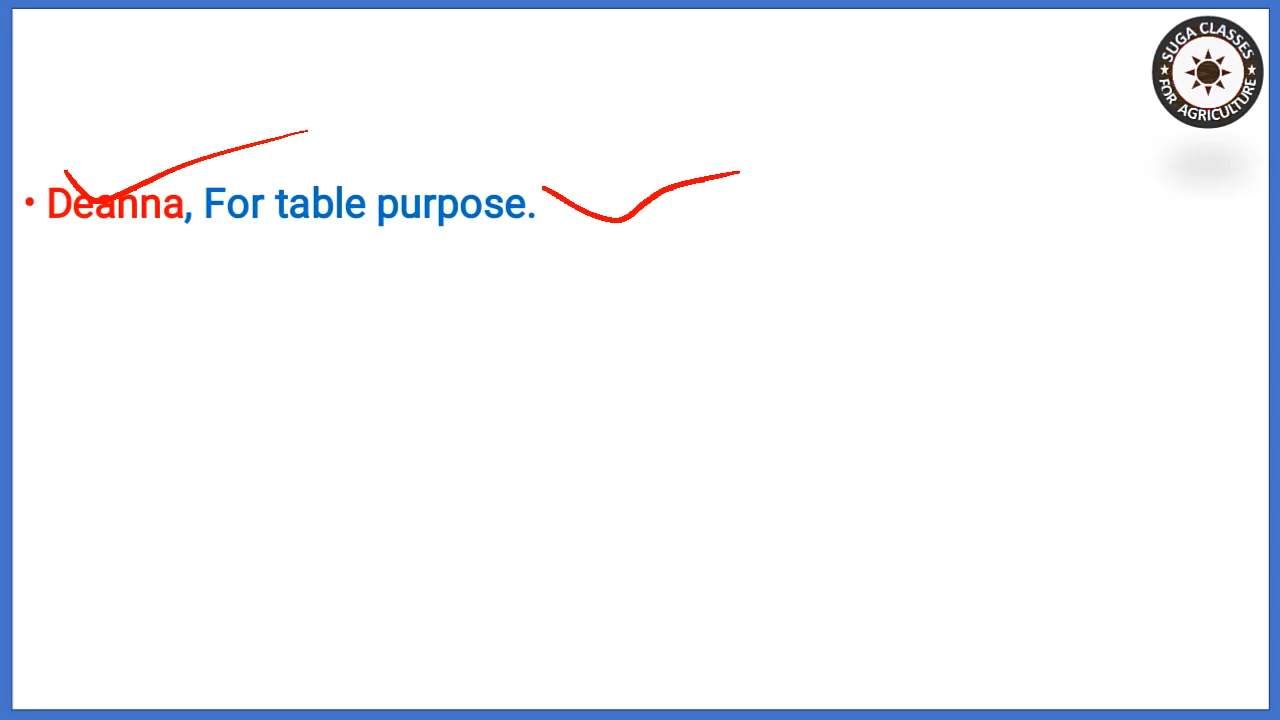 SUGA CLASSES
FOR AGRICULTURE
• Deanna, For table purpose.